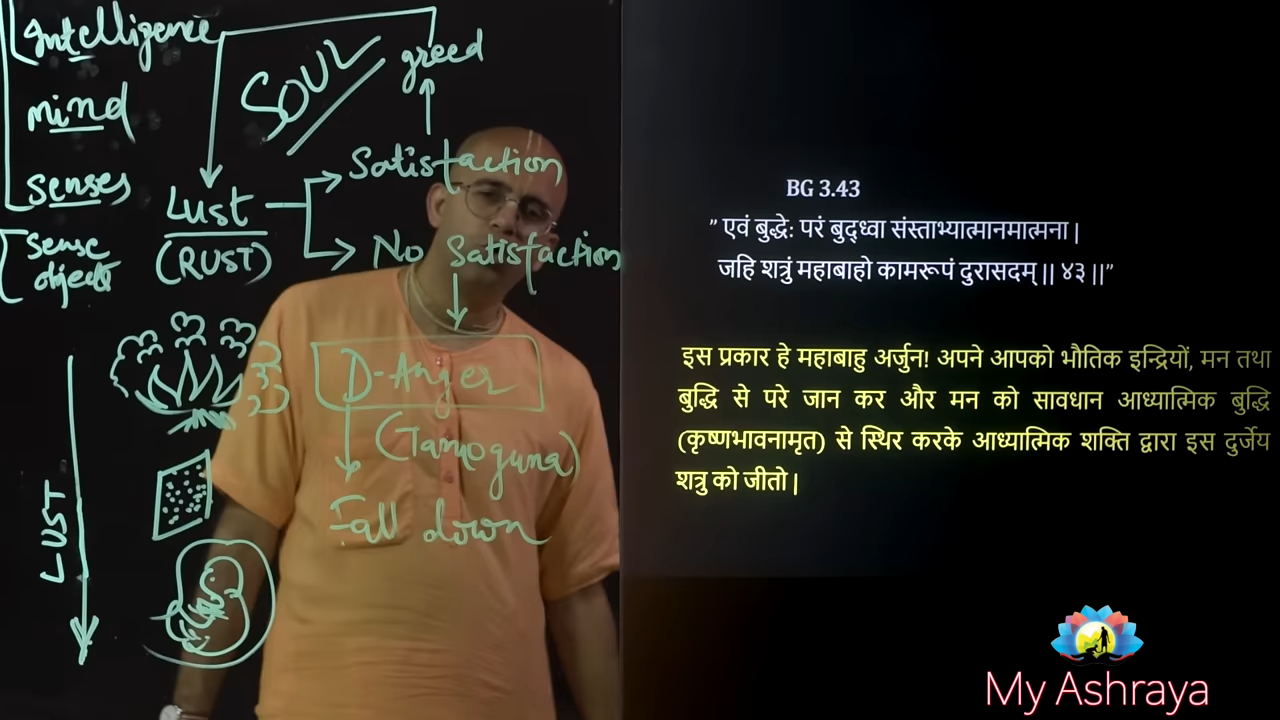 Intelligence
mind
senses
sense
objects
SOUL
greed
Satisfaction
Lust
(RUST)
No Satisfaction
D-Anger
(Tamoguna)
Fall down
LUST
BG 3.43
" एवं बुद्धे: परं बुद्ध्वा संस्ताभ्यात्मानमात्मना |
जहि शत्रुं महाबाहो कामरूपं दुरासदम् || ४३ ||"
इस प्रकार हे महाबाहु अर्जुन! अपने आपको भौतिक इन्द्रियों, मन तथा
बुद्धि से परे जान कर और मन को सावधान आध्यात्मिक बुद्धि
(कृष्णभावनामृत) से स्थिर करके आध्यात्मिक शक्ति द्वारा इस दुर्जेय
शत्रु को जीतो |
My Ashraya